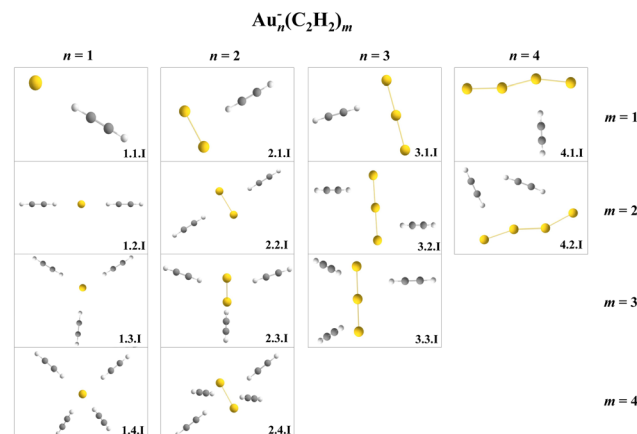 Au⁻ₙ(C₂H₂)ₘ
n = 1 n = 2 n = 3 n = 4
1.1.I 2.1.I 3.1.I 4.1.I m = 1
1.2.I 2.2.I 3.2.I 4.2.I m = 2
1.3.I 2.3.I 3.3.I m = 3
1.4.I 2.4.I m = 4